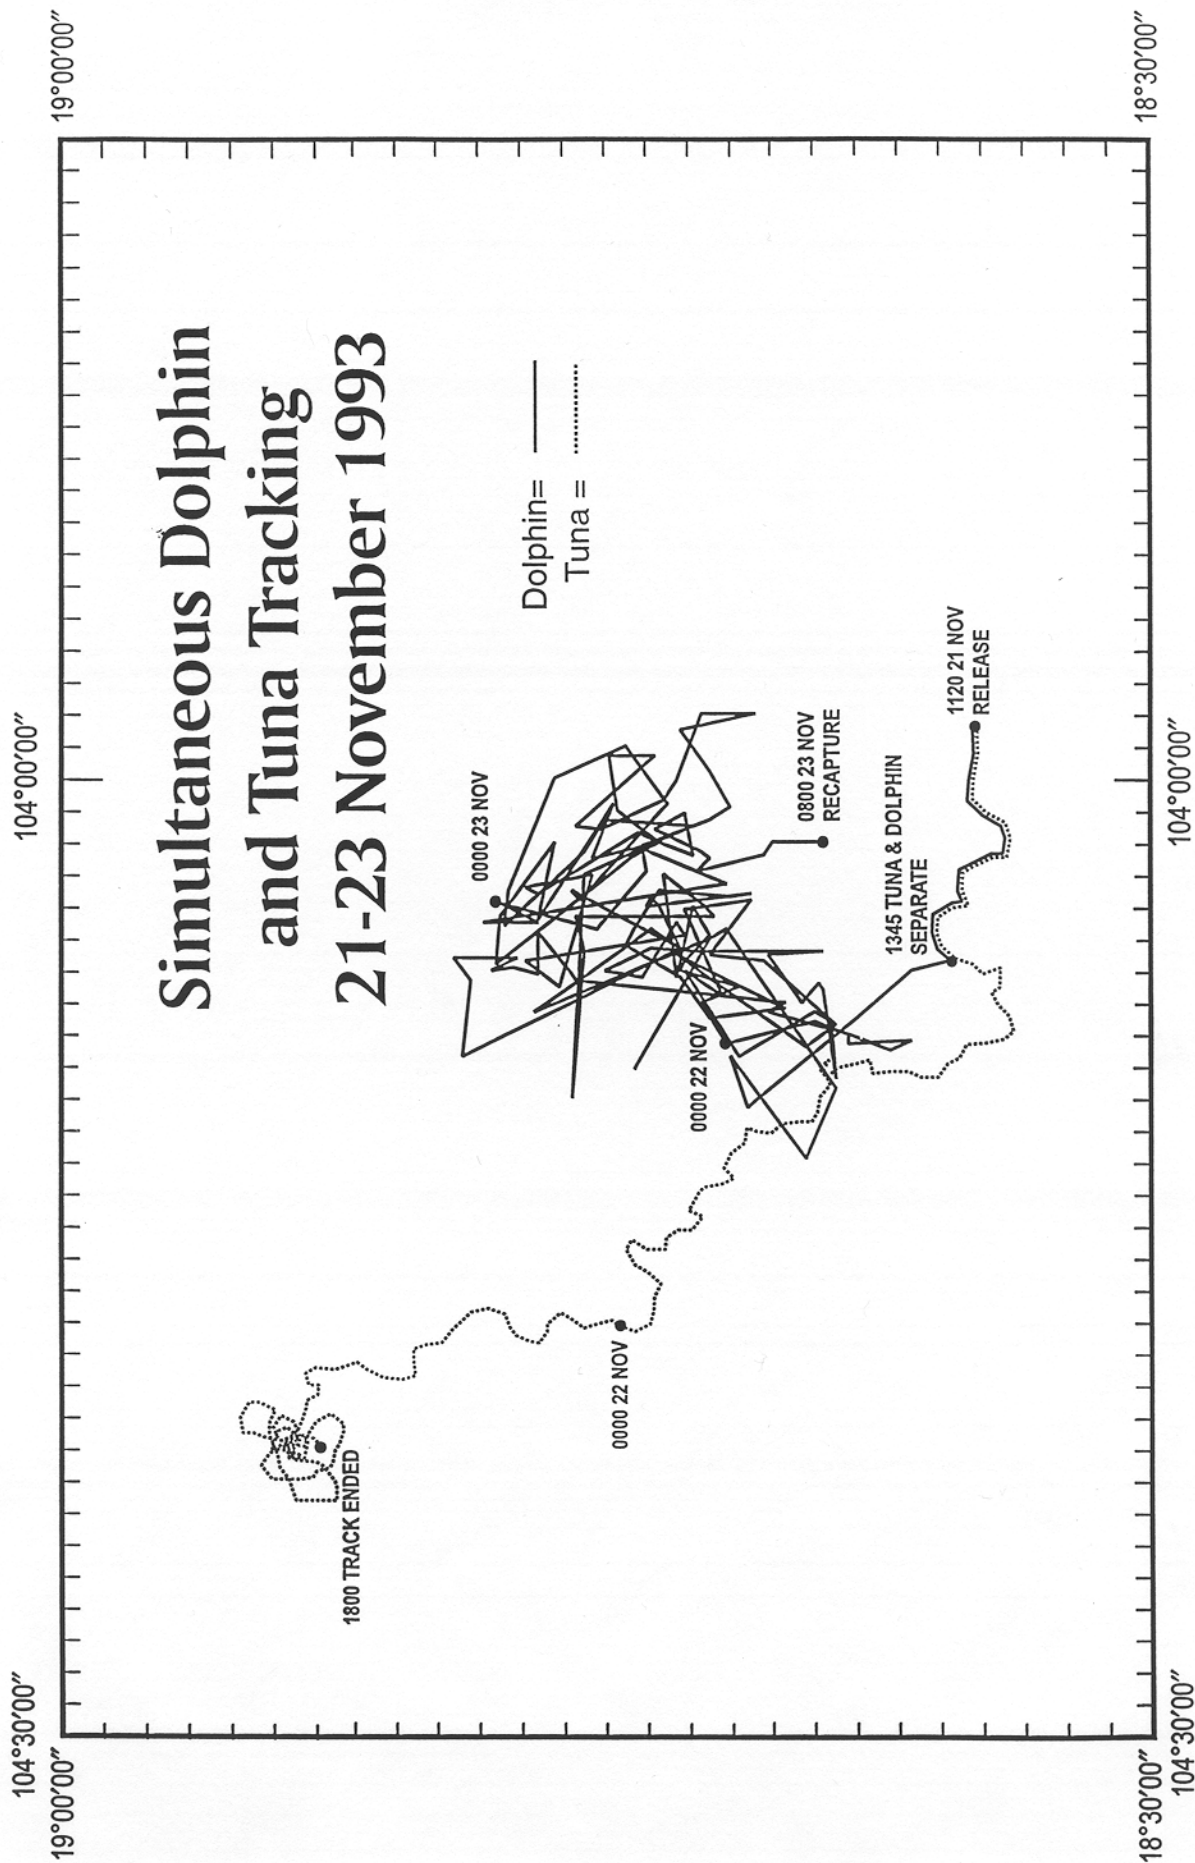 Simultaneous Dolphin
and Tuna Tracking
21-23 November 1993
104°30′00″
104°00′00″
19°00′00″
19°00′00″
Dolphin=
Tuna =
0000 23 NOV
1800 TRACK ENDED
0000 22 NOV
0000 22 NOV
0800 23 NOV
RECAPTURE
1345 TUNA & DOLPHIN
SEPARATE
1120 21 NOV
RELEASE
18°30′00″
18°30′00″
104°30′00″
104°00′00″